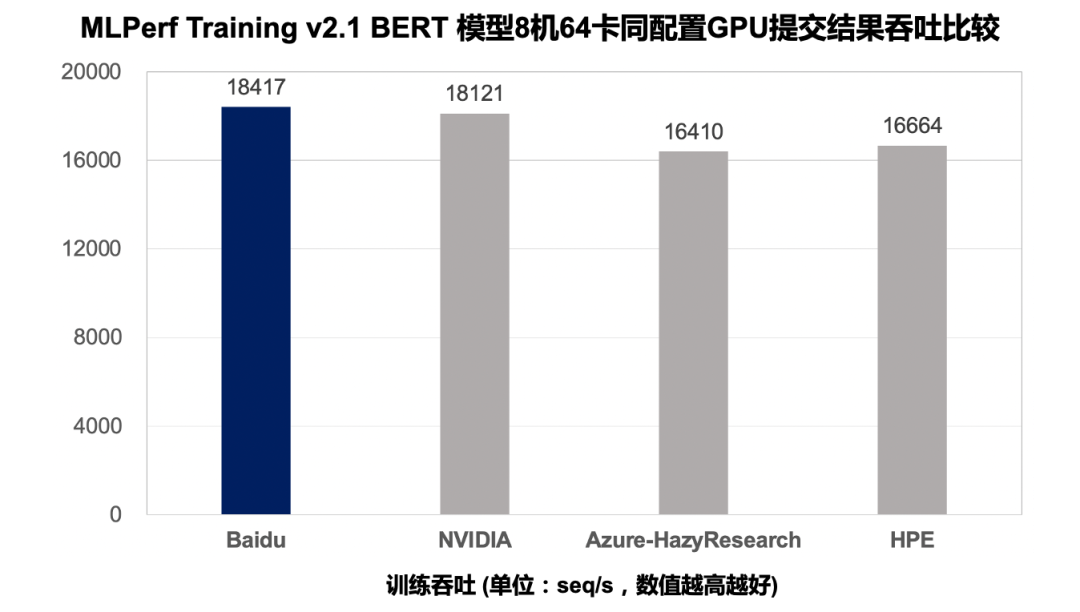 MLPerf Training v2.1 BERT 模型8机64卡同配置GPU提交结果吞吐比较
20000
18417
18121
16410
16664
16000
12000
8000
4000
0
Baidu
NVIDIA
Azure-HazyResearch
HPE
训练吞吐 (单位：seq/s，数值越高越好)